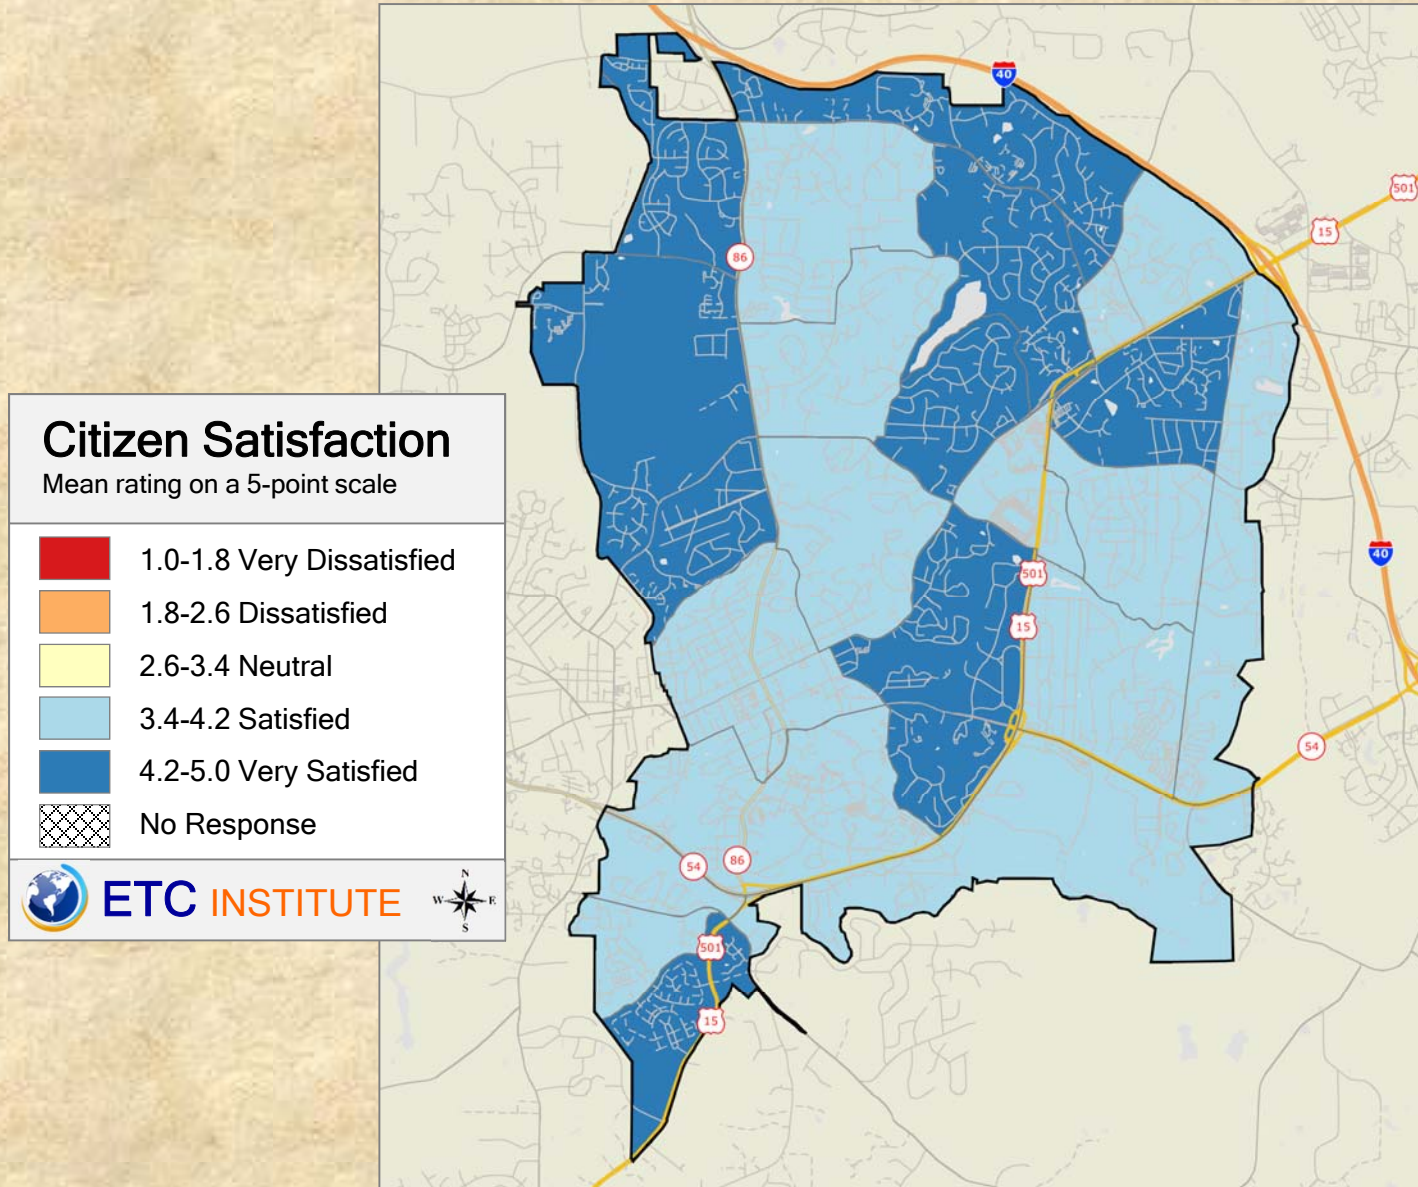 Citizen Satisfaction
Mean rating on a 5-point scale
1.0-1.8 Very Dissatisfied
1.8-2.6 Dissatisfied
2.6-3.4 Neutral
3.4-4.2 Satisfied
4.2-5.0 Very Satisfied
No Response
ETC INSTITUTE
N
W E
S
40
501
15
86
40
501
15
54
54
86
501
15